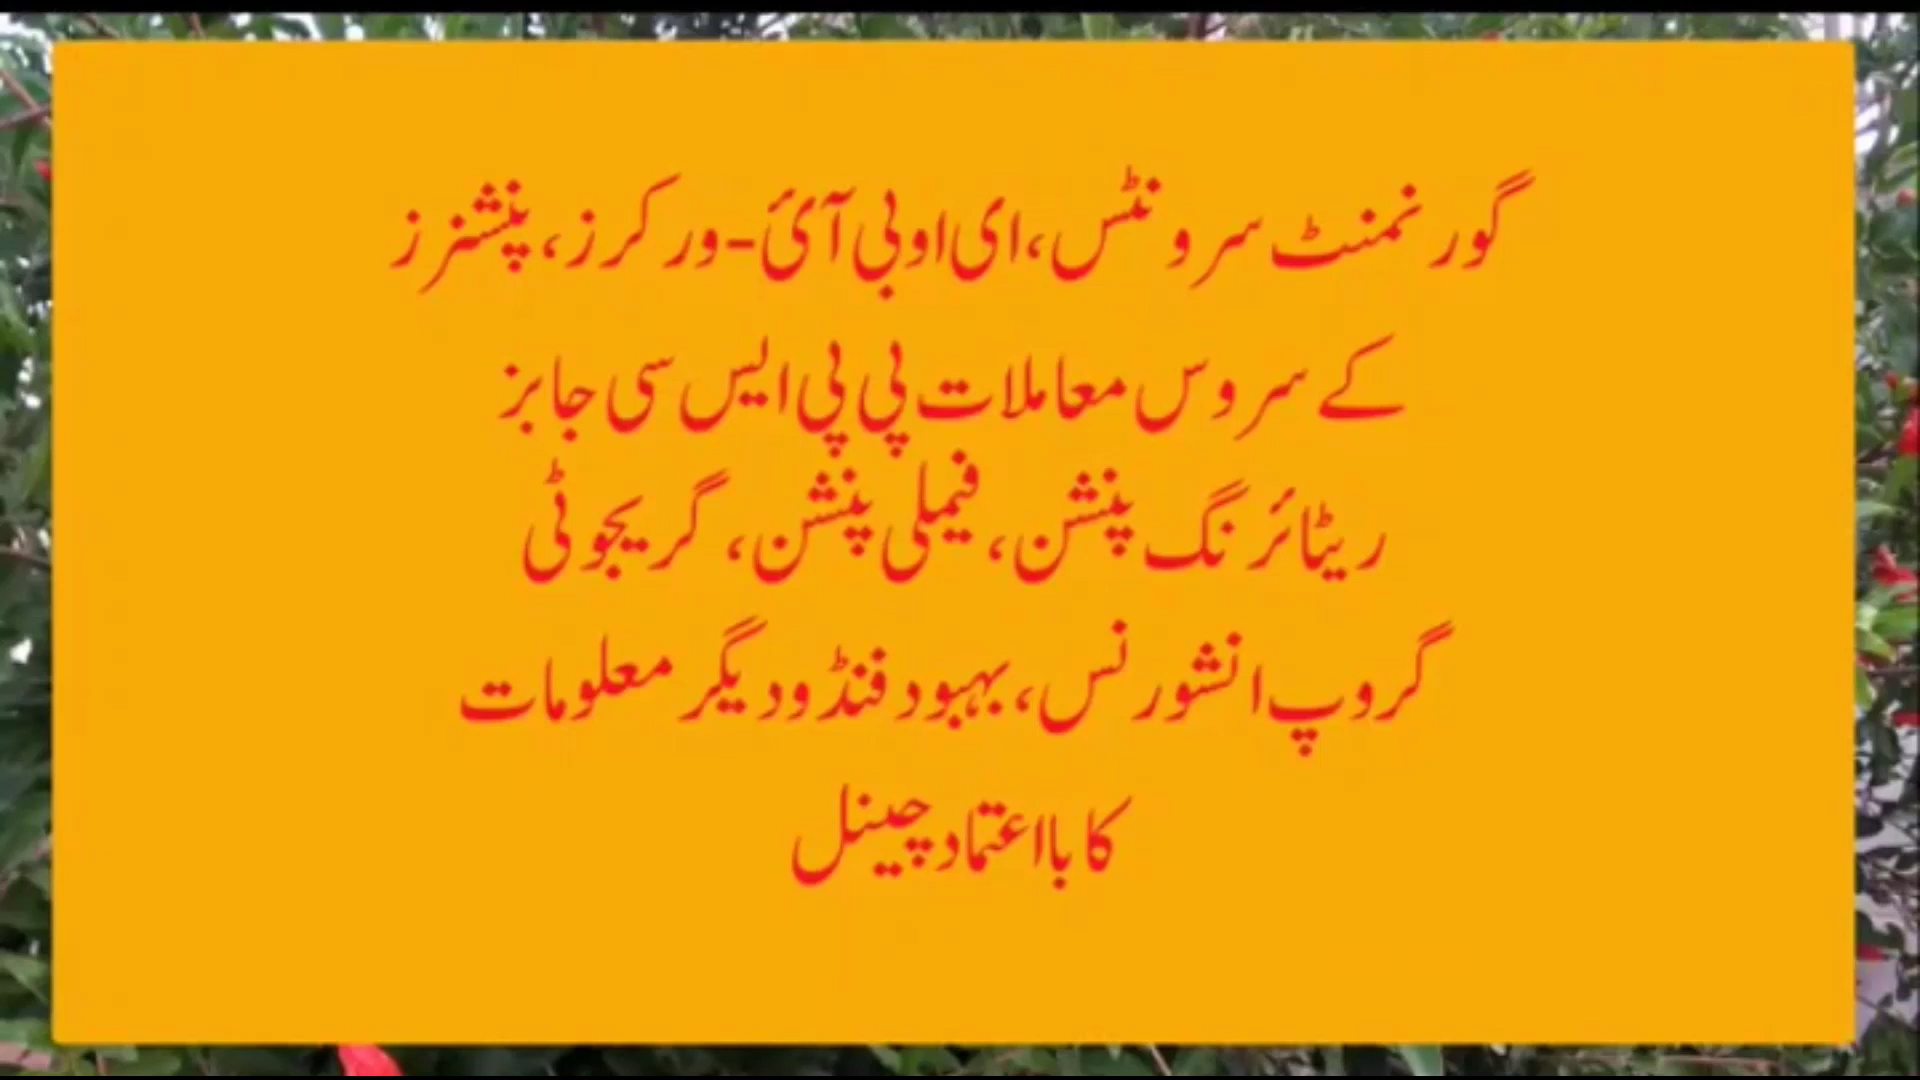 گورنمنٹ سرونٹس، ای او بی آئ-ورکرز، پنشنرز
کے سروس معاملات پی پی ایس سی جابز
ریٹائرنگ پنشن، فیملی پنشن، گریجوٹی
گروپ انشورنس، بہبود فنڈ و دیگر معلومات
کا بااعتماد چینل